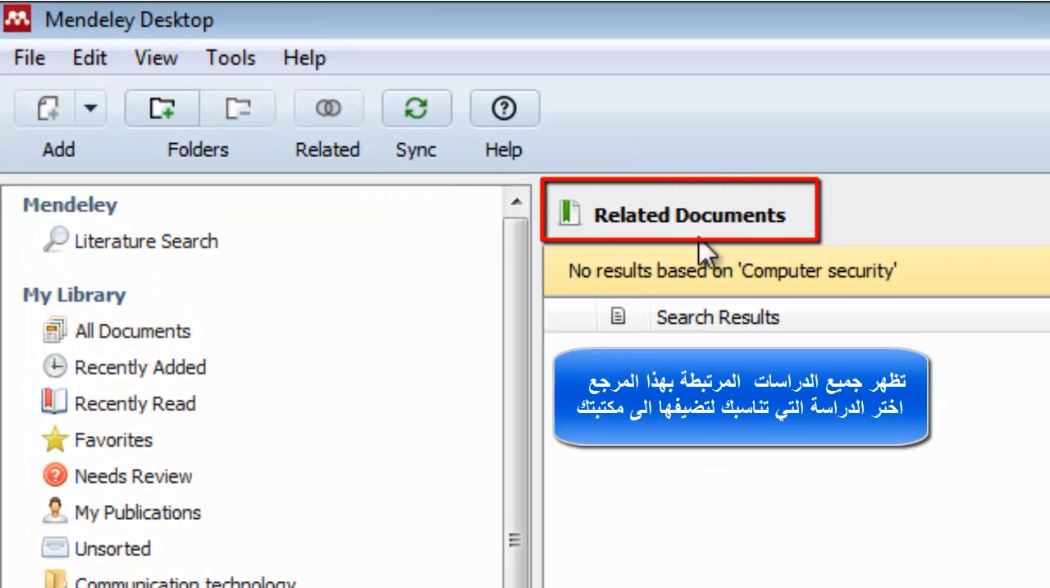 Mendeley Desktop
File Edit View Tools Help
Add Folders Related Sync Help
Mendeley
Literature Search
My Library
All Documents
Recently Added
Recently Read
Favorites
Needs Review
My Publications
Unsorted
Communication technology
Related Documents
No results based on 'Computer security'
Search Results
تظهر جميع الدراسات المرتبطة بهذا المرجع
اختر الدراسة التي تناسبك لتضيفها الى مكتبتك